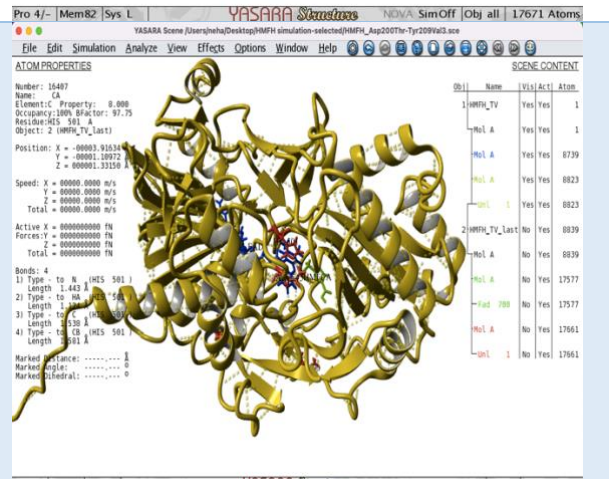 Pro 4/- Mem82 Sys L YASARA Structure NOVA SimOff Obj all 17671 Atoms
YASARA Scene /Users/neha/Desktop/HMFH simulation-selected/HMFH_Asp200Thr-Tyr209Val3.sce
File Edit Simulation Analyze View Effects Options Window Help
ATOM PROPERTIES
Number: 16407
Name: CA
Element:C Property: 0.000
Occupancy:100% BFactor: 97.75
Residue:HIS 501 A
Object: 2 (HMFH_TV_last)
Position: X = -00003.91634
Y = -00001.10972 Å
Z = 000001.33150 Å
Speed: X = 00000.0000 m/s
Y = 00000.0000 m/s
Z = 00000.0000 m/s
Total = 00000.0000 m/s
Active X = 0000000000 fN
Forces:Y = 0000000000 fN
Z = 0000000000 fN
Total = 0000000000 fN
Bonds: 4
1) Type - to N (HIS 501 )
Length 1.443 Å
2) Type - to HA (HIS 501 )
3) Type - to C (HIS 501 )
Length 1.538 Å
4) Type - to CB (HIS 501 )
Length 1.581 Å
Marked Distance: -----.--- Å
Marked Angle: -----.---
Marked Dihedral: -----.---
SCENE CONTENT
Obj Name Vis Act Atom
1 HMFH_TV Yes Yes 1
Mol A Yes Yes 1
Mol A Yes Yes 8739
Mol A Yes Yes 8823
Unl 1 Yes Yes 8823
2 HMFH_TV_last No Yes 8839
Mol A No Yes 8839
Mol A No Yes 17577
Fad 700 No Yes 17577
Mol A No Yes 17661
Unl 1 No Yes 17661